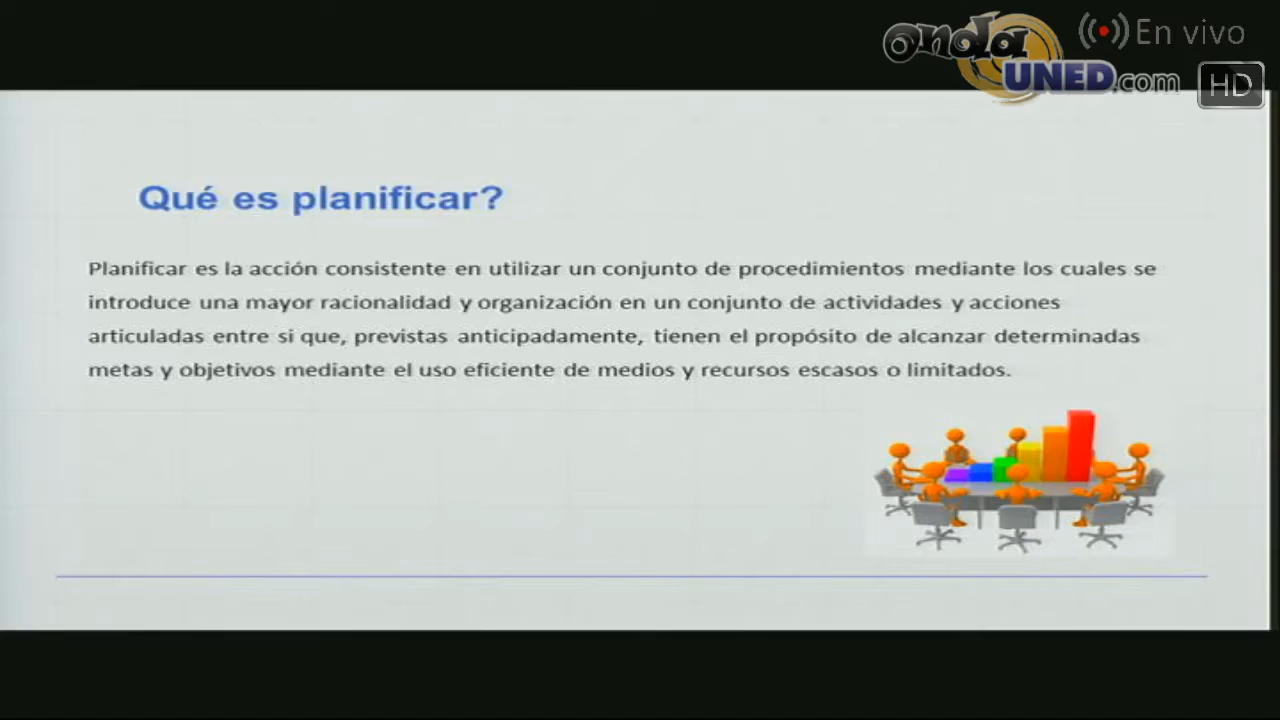 onda
UNED.com
En vivo
HD
Qué es planificar?
Planificar es la acción consistente en utilizar un conjunto de procedimientos mediante los cuales se
introduce una mayor racionalidad y organización en un conjunto de actividades y acciones
articuladas entre sí que, previstas anticipadamente, tienen el propósito de alcanzar determinadas
metas y objetivos mediante el uso eficiente de medios y recursos escasos o limitados.